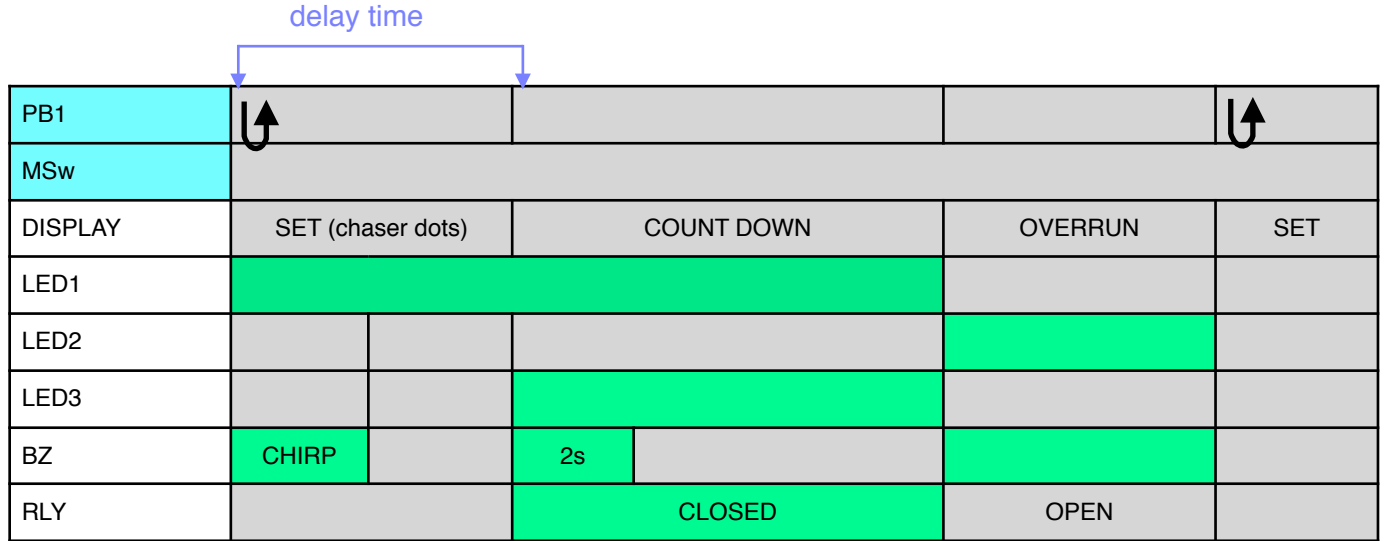 delay time
PB1
MSw
DISPLAY SET (chaser dots) COUNT DOWN OVERRUN SET
LED1
LED2
LED3
BZ CHIRP 2s
RLY CLOSED OPEN